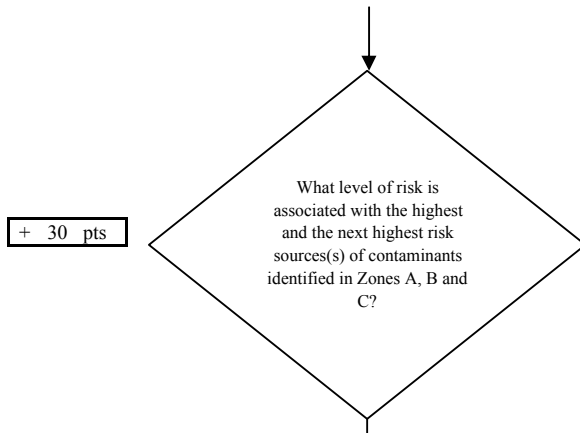 What level of risk is
associated with the highest
and the next highest risk
+ 30 pts
sources(s) of contaminants
identified in Zones A, B and
C?